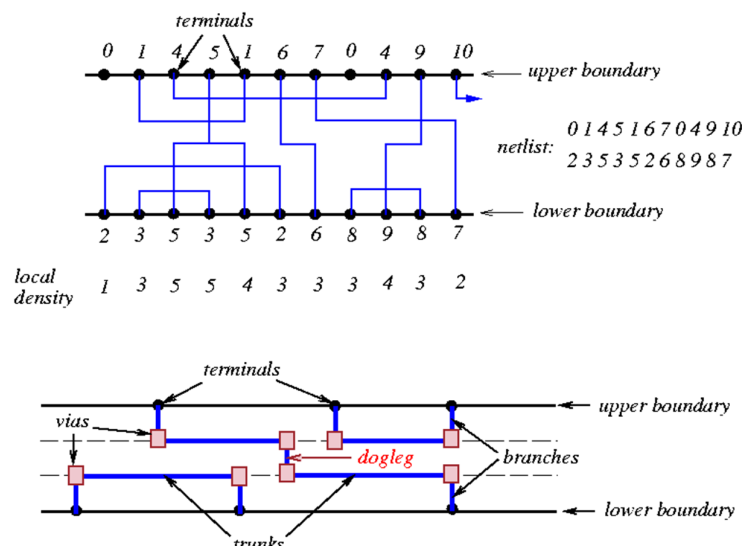 terminals
0 1 4 5 1 6 7 0 4 9 10
upper boundary
0 1 4 5 1 6 7 0 4 9 10
netlist:
2 3 5 3 5 2 6 8 9 8 7
lower boundary
2 3 5 3 5 2 6 8 9 8 7
local density 1 3 5 5 4 3 3 3 4 3 2
terminals
upper boundary
vias
dogleg
branches
lower boundary
trunks